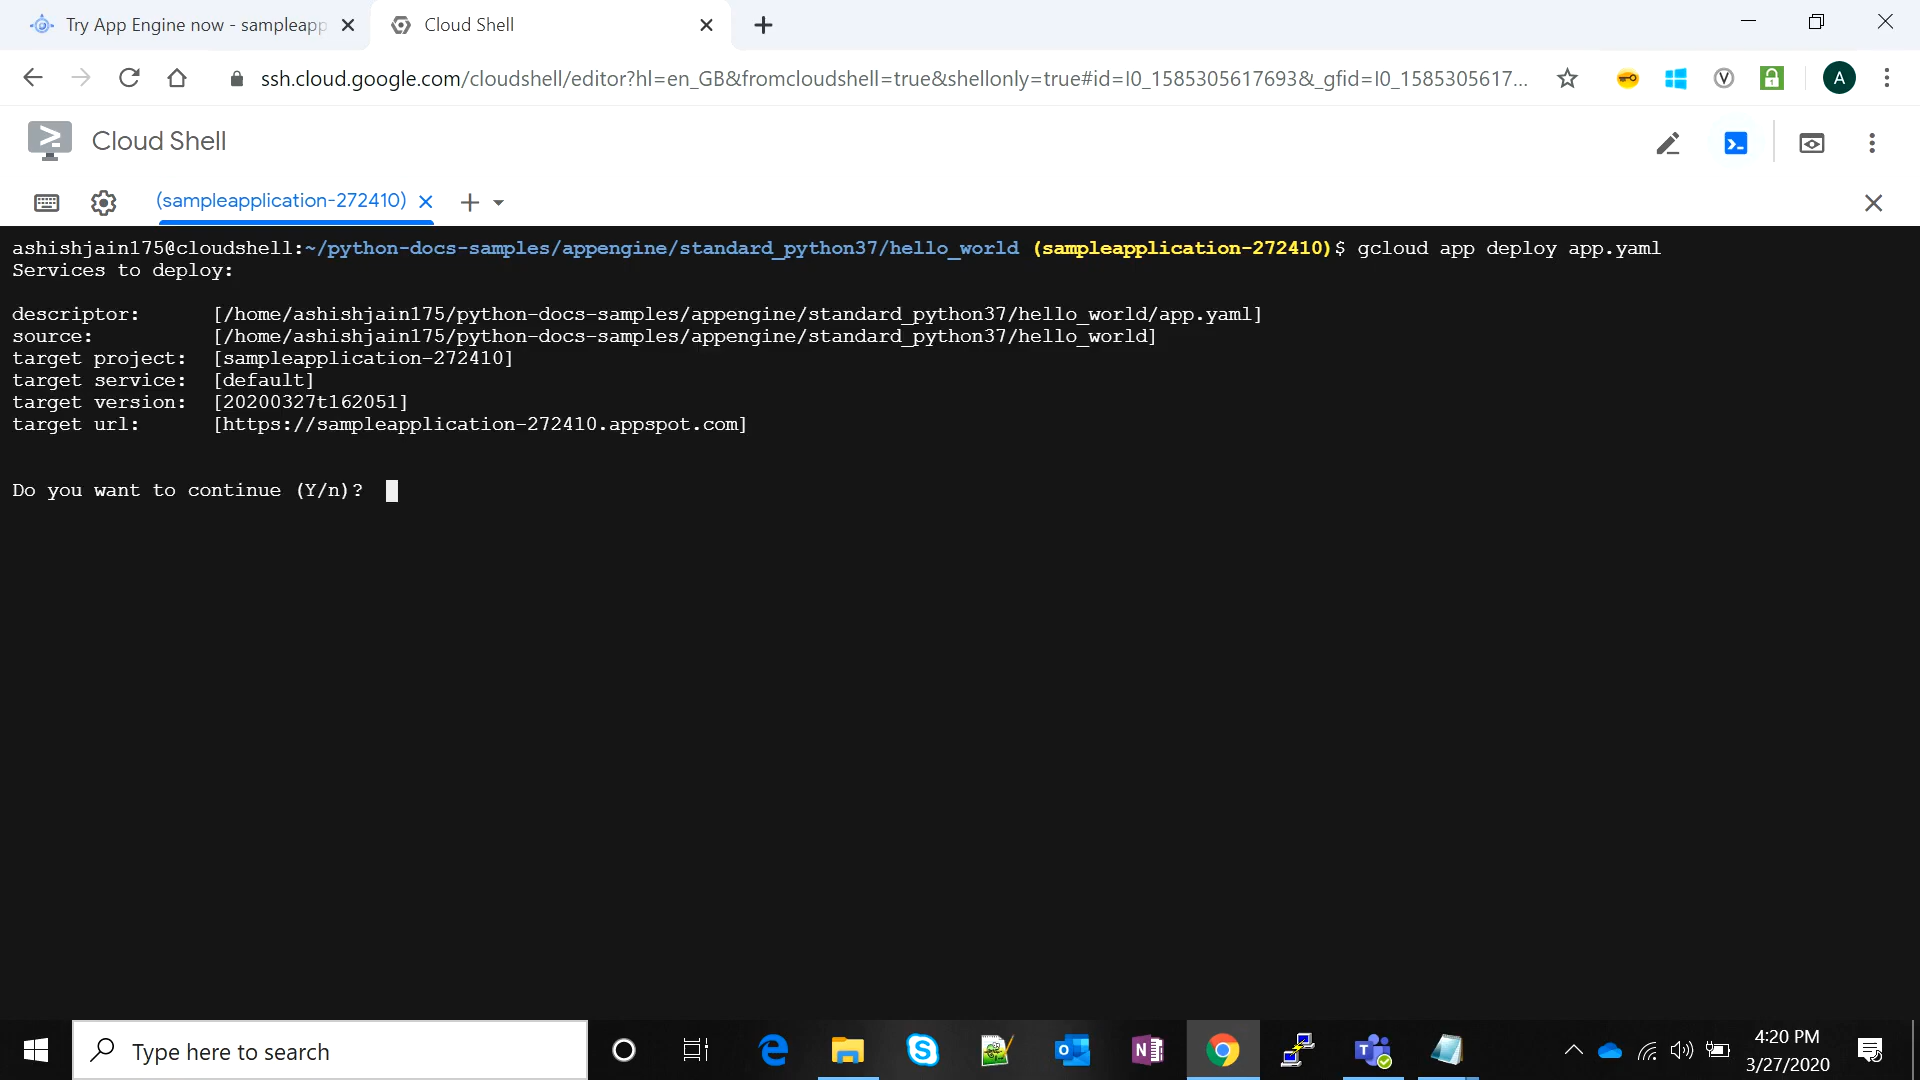 Try App Engine now - sampleapp
Cloud Shell
ssh.cloud.google.com/cloudshell/editor?hl=en_GB&fromcloudshell=true&shellonly=true#id=I0_1585305617693&_gfid=I0_1585305617...
A
Cloud Shell
(sampleapplication-272410)
ashishjain175@cloudshell:~/python-docs-samples/appengine/standard_python37/hello_world (sampleapplication-272410)$ gcloud app deploy app.yaml
Services to deploy:
descriptor: [/home/ashishjain175/python-docs-samples/appengine/standard_python37/hello_world/app.yaml]
source: [/home/ashishjain175/python-docs-samples/appengine/standard_python37/hello_world]
target project: [sampleapplication-272410]
target service: [default]
target version: [20200327t162051]
target url: [https://sampleapplication-272410.appspot.com]
Do you want to continue (Y/n)?
Type here to search
4:20 PM
3/27/2020